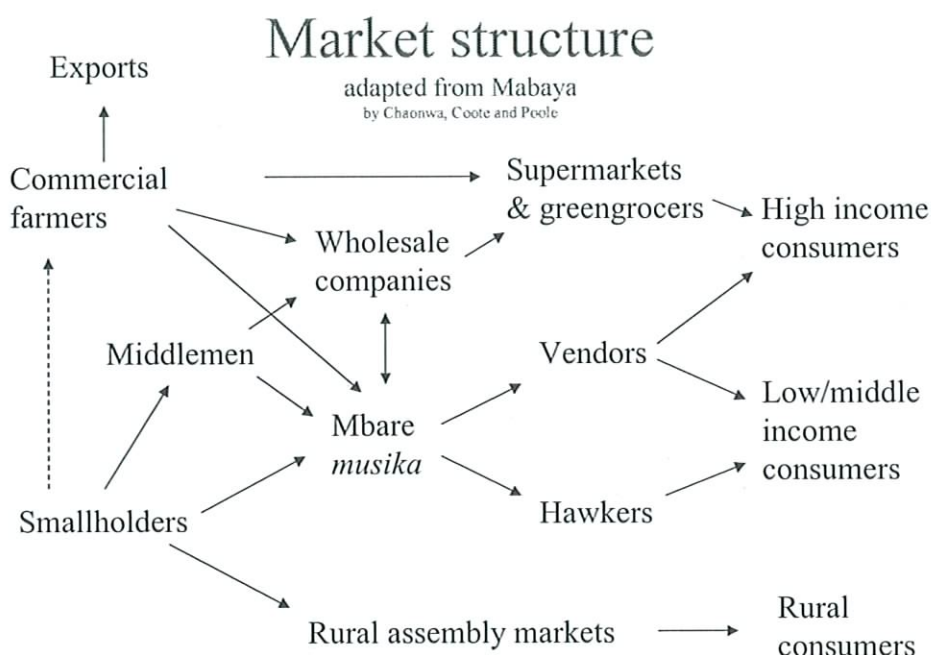 Market structure
adapted from Mabaya
by Chaonwa, Coote and Poole
Exports
Commercial
farmers
Supermarkets
& greengrocers
High income
consumers
Wholesale
companies
Middlemen
Vendors
Mbare
musika
Low/middle
income
consumers
Smallholders
Hawkers
Rural assembly markets
Rural
consumers